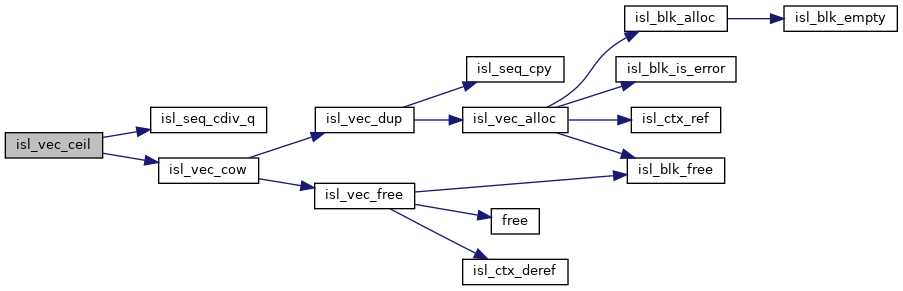 isl_vec_ceil
isl_seq_cdiv_q
isl_vec_cow
isl_vec_dup
isl_vec_free
isl_seq_cpy
isl_vec_alloc
free
isl_ctx_deref
isl_blk_alloc
isl_blk_is_error
isl_ctx_ref
isl_blk_free
isl_blk_empty